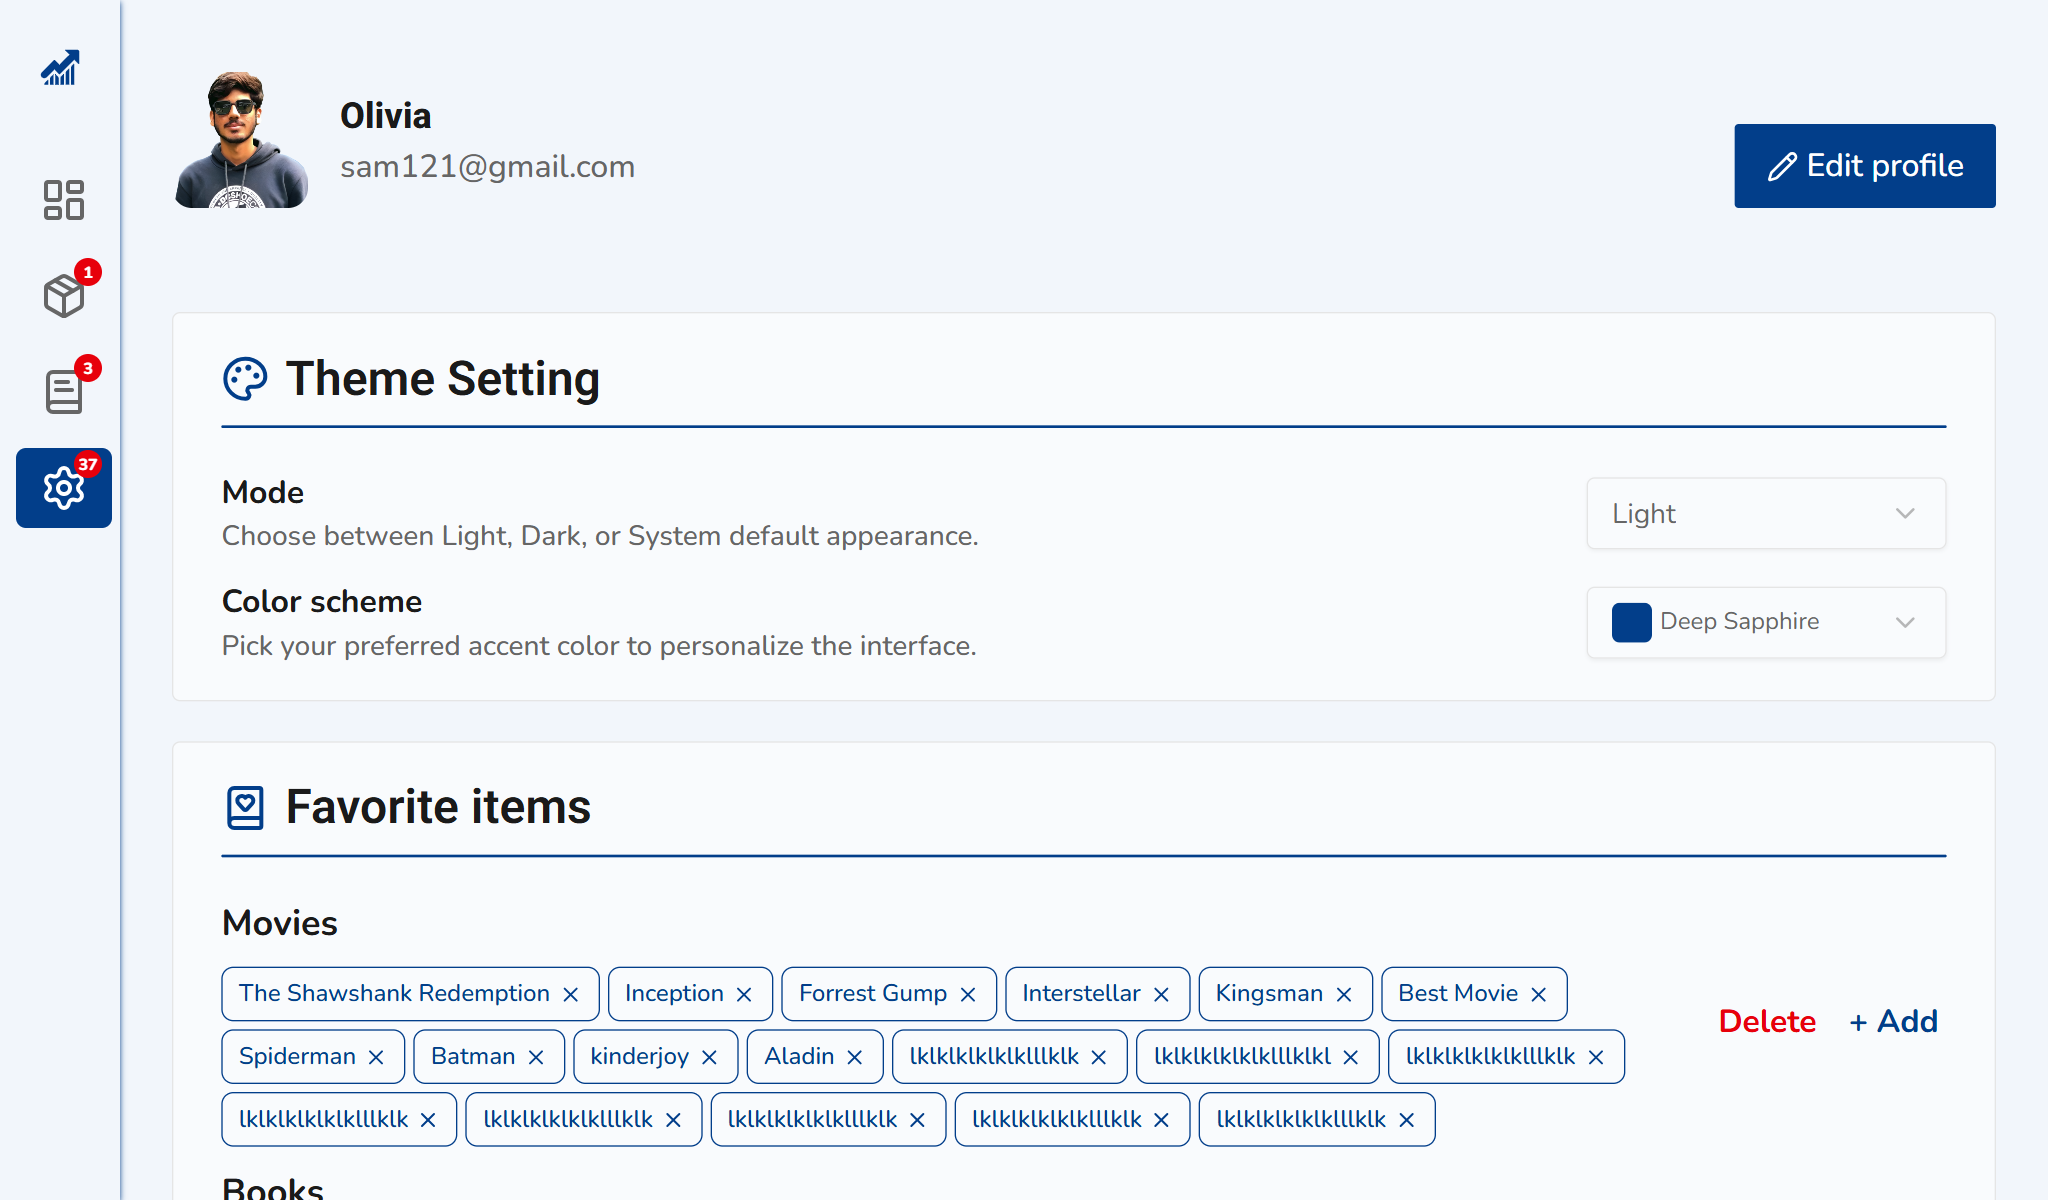 Olivia
sam121@gmail.com
Edit profile
1
3
37
Theme Setting
Mode
Choose between Light, Dark, or System default appearance.
Light
Color scheme
Pick your preferred accent color to personalize the interface.
Deep Sapphire
Favorite items
Movies
The Shawshank Redemption × Inception × Forrest Gump × Interstellar × Kingsman × Best Movie ×
Delete + Add
Spiderman × Batman × kinderjoy × Aladin × lklklklklklklllklk × lklklklklklklllklkl × lklklklklklklllklk ×
lklklklklklklllklk × lklklklklklklllklk × lklklklklklklllklk × lklklklklklklllklk × lklklklklklklllklk ×
Books